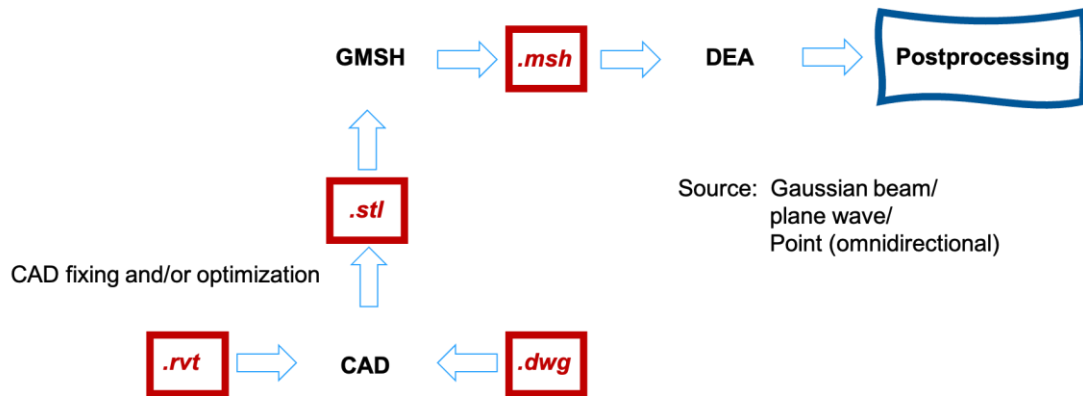 GMSH
.msh
DEA
Postprocessing
.stl
Source: Gaussian beam/
plane wave/
Point (omnidirectional)
CAD fixing and/or optimization
.rvt
CAD
.dwg